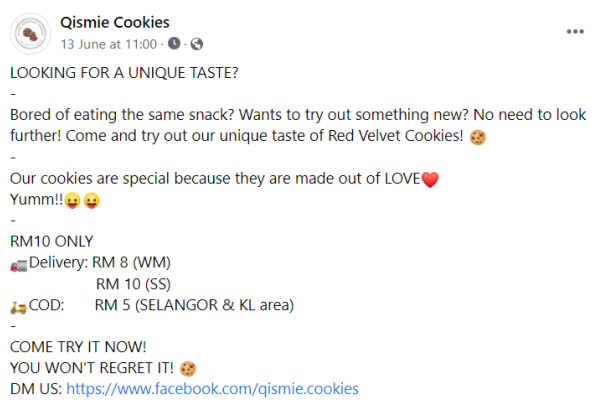 Qismie Cookies
13 June at 11:00 ·
LOOKING FOR A UNIQUE TASTE?
-
Bored of eating the same snack? Wants to try out something new? No need to look
further! Come and try out our unique taste of Red Velvet Cookies! 🍪
-
Our cookies are special because they are made out of LOVE♥️
Yumm!!😛😛
-
RM10 ONLY
🚛Delivery: RM 8 (WM)
RM 10 (SS)
🛵COD: RM 5 (SELANGOR & KL area)
-
COME TRY IT NOW!
YOU WON'T REGRET IT! 🍪
DM US: https://www.facebook.com/qismie.cookies